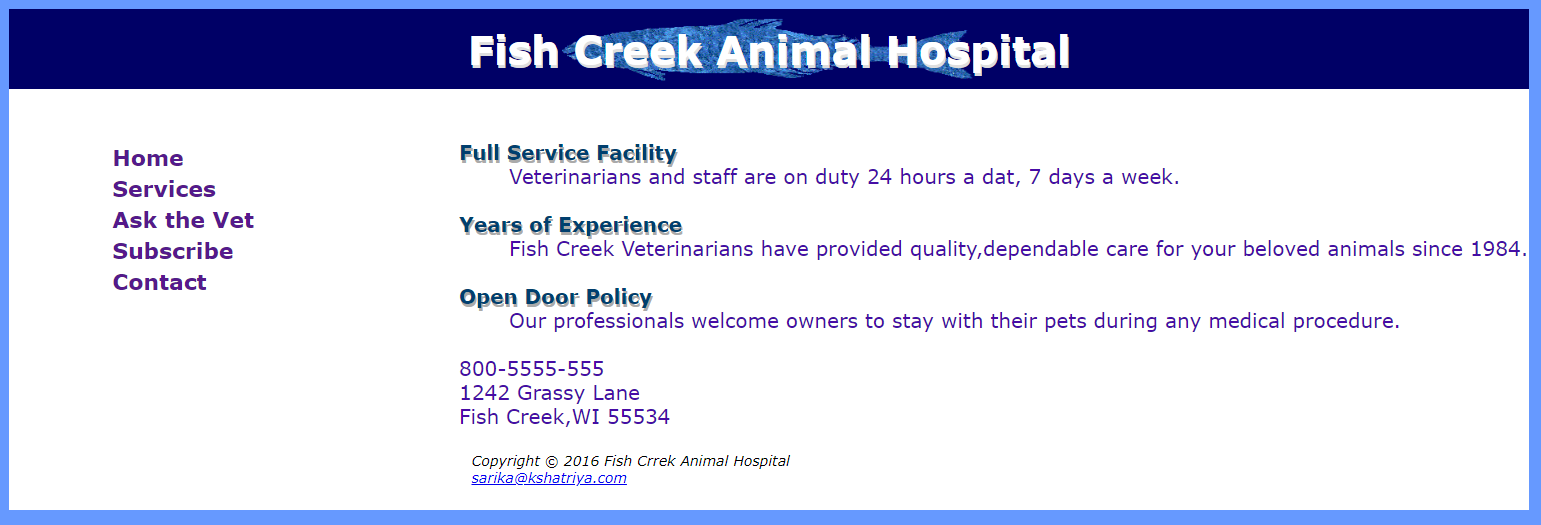 Fish Creek Animal Hospital
Home
Services
Ask the Vet
Subscribe
Contact
Full Service Facility
Veterinarians and staff are on duty 24 hours a dat, 7 days a week.
Years of Experience
Fish Creek Veterinarians have provided quality,dependable care for your beloved animals since 1984.
Open Door Policy
Our professionals welcome owners to stay with their pets during any medical procedure.
800-5555-555
1242 Grassy Lane
Fish Creek,WI 55534
Copyright © 2016 Fish Crrek Animal Hospital
sarika@kshatriya.com